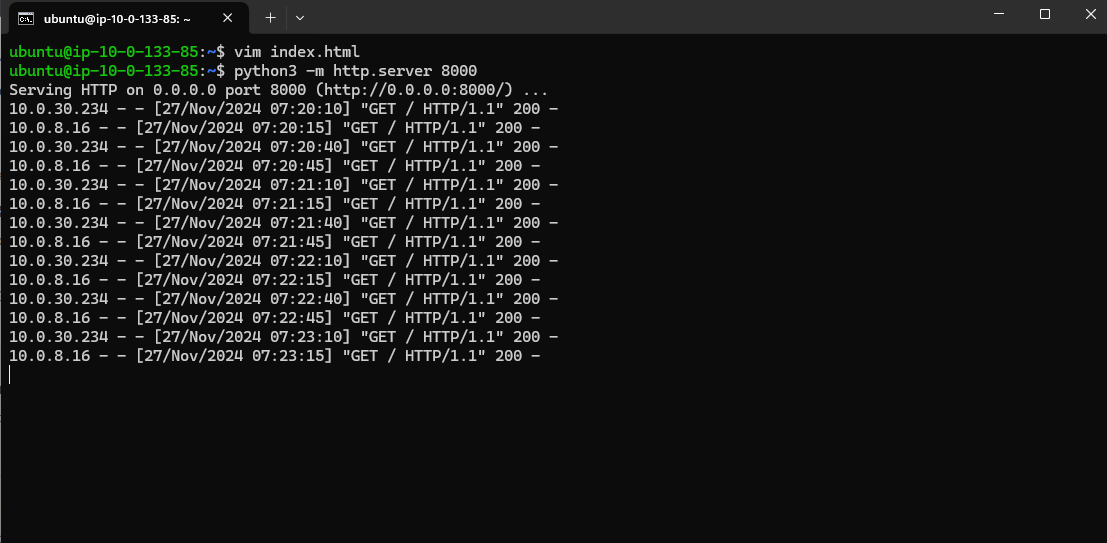 ubuntu@ip-10-0-133-85: ~
ubuntu@ip-10-0-133-85:~$ vim index.html
ubuntu@ip-10-0-133-85:~$ python3 -m http.server 8000
Serving HTTP on 0.0.0.0 port 8000 (http://0.0.0.0:8000/) ...
10.0.30.234 - - [27/Nov/2024 07:20:10] "GET / HTTP/1.1" 200 -
10.0.8.16 - - [27/Nov/2024 07:20:15] "GET / HTTP/1.1" 200 -
10.0.30.234 - - [27/Nov/2024 07:20:40] "GET / HTTP/1.1" 200 -
10.0.8.16 - - [27/Nov/2024 07:20:45] "GET / HTTP/1.1" 200 -
10.0.30.234 - - [27/Nov/2024 07:21:10] "GET / HTTP/1.1" 200 -
10.0.8.16 - - [27/Nov/2024 07:21:15] "GET / HTTP/1.1" 200 -
10.0.30.234 - - [27/Nov/2024 07:21:40] "GET / HTTP/1.1" 200 -
10.0.8.16 - - [27/Nov/2024 07:21:45] "GET / HTTP/1.1" 200 -
10.0.30.234 - - [27/Nov/2024 07:22:10] "GET / HTTP/1.1" 200 -
10.0.8.16 - - [27/Nov/2024 07:22:15] "GET / HTTP/1.1" 200 -
10.0.30.234 - - [27/Nov/2024 07:22:40] "GET / HTTP/1.1" 200 -
10.0.8.16 - - [27/Nov/2024 07:22:45] "GET / HTTP/1.1" 200 -
10.0.30.234 - - [27/Nov/2024 07:23:10] "GET / HTTP/1.1" 200 -
10.0.8.16 - - [27/Nov/2024 07:23:15] "GET / HTTP/1.1" 200 -